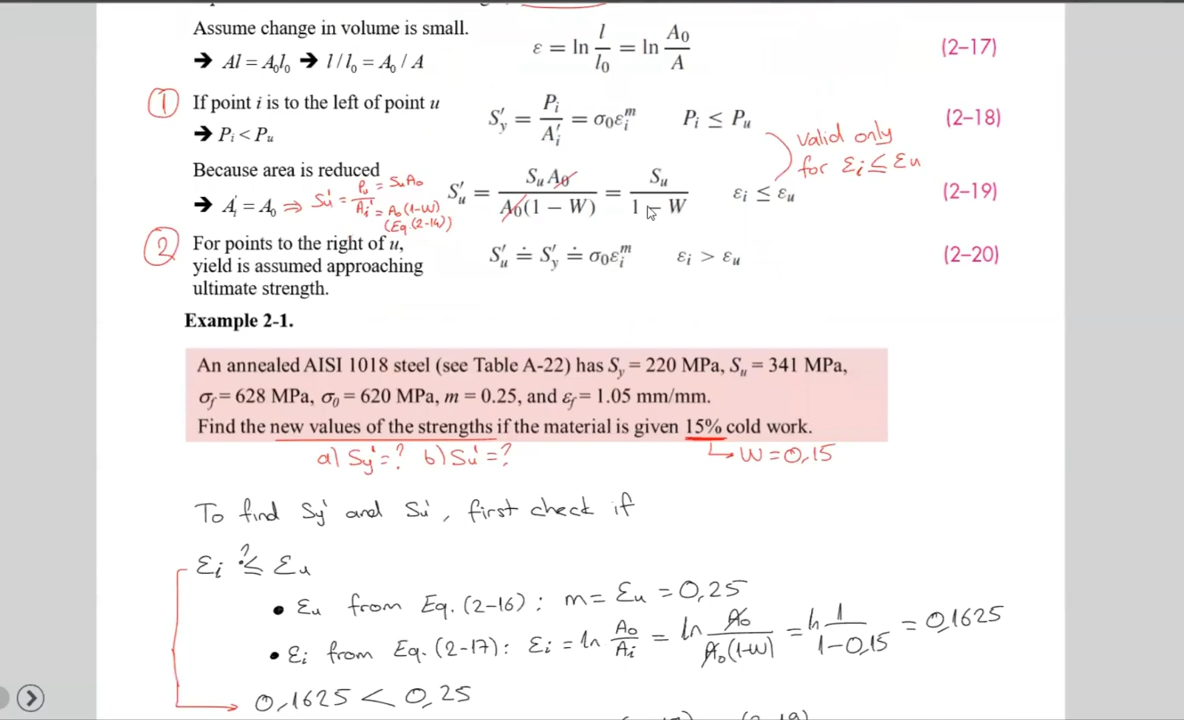 Assume change in volume is small.
➔ Al = A₀l₀ ➔ l / l₀ = A₀ / A
ε = ln l/l₀ = ln A₀/A (2–17)
① If point i is to the left of point u
➔ Pᵢ < Pᵤ
S′y = Pᵢ/A′ᵢ = σ₀εᵢᵐ Pᵢ ≤ Pᵤ (2–18)
valid only
for εᵢ ≤ εᵤ
Because area is reduced
➔ A′ᵢ = A₀ ⇒ Su' = Pᵤ/Aᵢ' = SuA₀
= A₀(1-W)
(Eq.(2-14))
S′ᵤ = SᵤA₀/A₀(1 – W) = Sᵤ/1 – W εᵢ ≤ εᵤ (2–19)
② For points to the right of u,
yield is assumed approaching
ultimate strength.
S′ᵤ ≐ S′y ≐ σ₀εᵢᵐ εᵢ > εᵤ (2–20)
Example 2-1.
An annealed AISI 1018 steel (see Table A-22) has Sy = 220 MPa, Su = 341 MPa,
σf = 628 MPa, σ₀ = 620 MPa, m = 0.25, and εf = 1.05 mm/mm.
Find the new values of the strengths if the material is given 15% cold work.
a) Sy'=? b) Su'=? W=0,15
To find Sy' and Su', first check if
εᵢ ≤? εᵤ
• εᵤ from Eq. (2-16): m = εᵤ = 0,25
• εᵢ from Eq. (2-17): εᵢ = ln A₀/Aᵢ = ln A₀/A₀(1-W) = ln 1/1-0,15 = 0,1625
0,1625 < 0,25